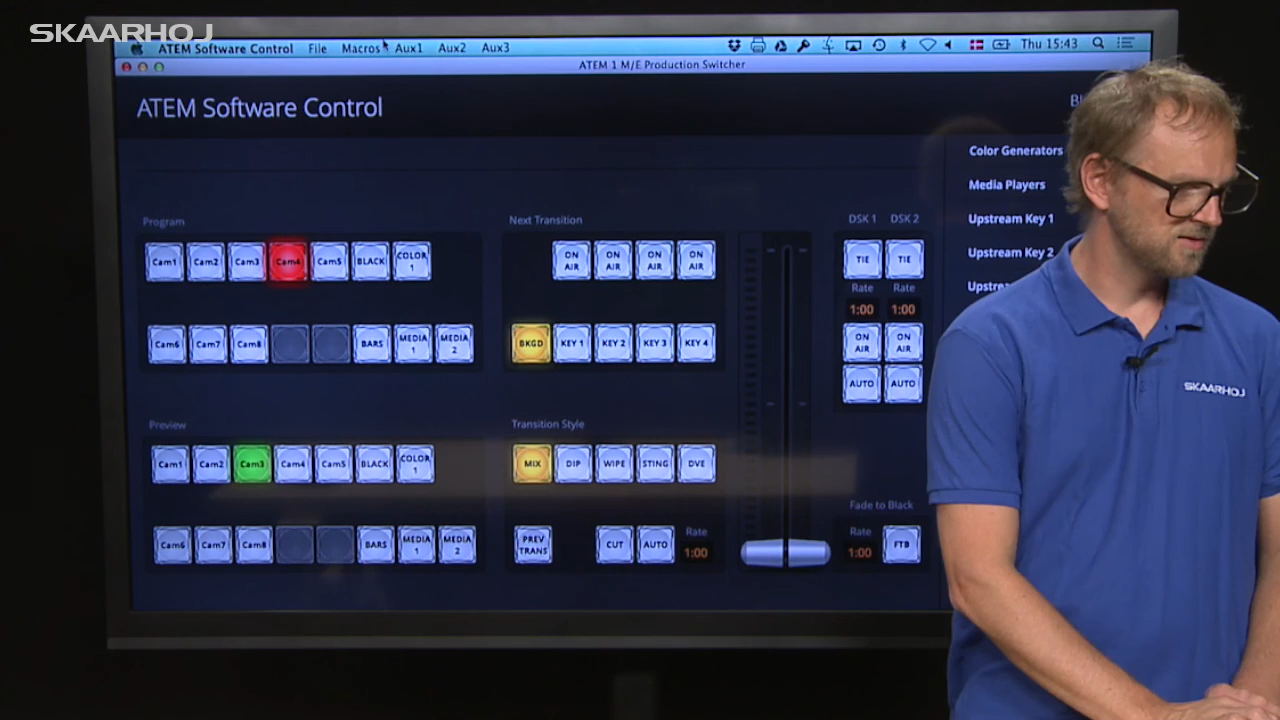 SKAARHOJ
ATEM Software Control File Macros Aux1 Aux2 Aux3 Thu 15:43
ATEM 1 M/E Production Switcher
ATEM Software Control
Color Generators
Media Players
Upstream Key 1
Upstream Key 2
Program
Next Transition
DSK 1 DSK 2
Cam1 Cam2 Cam3 Cam4 Cam5 BLACK COLOR 1
ON AIR ON AIR ON AIR ON AIR
TIE TIE
Rate Rate
1:00 1:00
Cam6 Cam7 Cam8 BARS MEDIA 1 MEDIA 2
BKGD KEY 1 KEY 2 KEY 3 KEY 4
ON AIR ON AIR
AUTO AUTO
SKAARHOJ
Preview
Transition Style
Cam1 Cam2 Cam3 Cam4 Cam5 BLACK COLOR 1
MIX DIP WIPE STING DVE
Fade to Black
Cam6 Cam7 Cam8 BARS MEDIA 1 MEDIA 2
PREV TRANS CUT AUTO
Rate
1:00
Rate
1:00
FTB